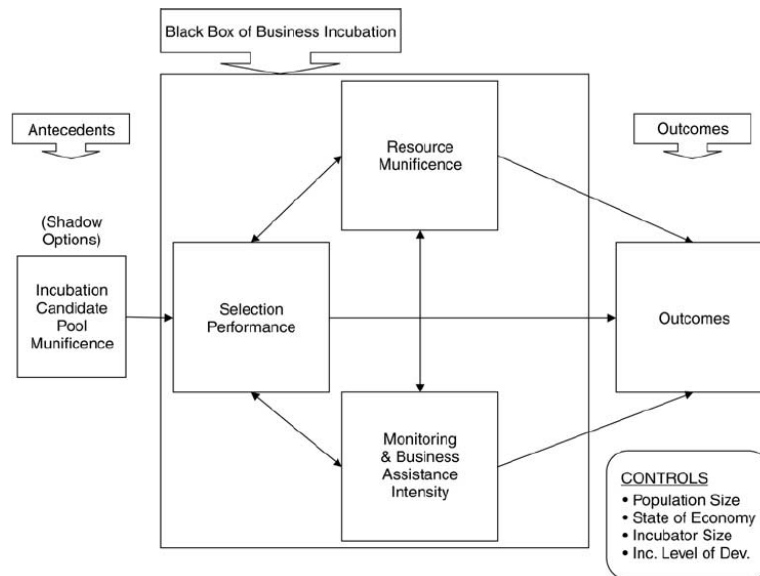 Black Box of Business Incubation
Antecedents
Outcomes
Resource
Munificence
(Shadow
Options)
Incubation
Candidate
Pool
Munificence
Selection
Performance
Outcomes
Monitoring
& Business
Assistance
Intensity
CONTROLS
• Population Size
• State of Economy
• Incubator Size
• Inc. Level of Dev.